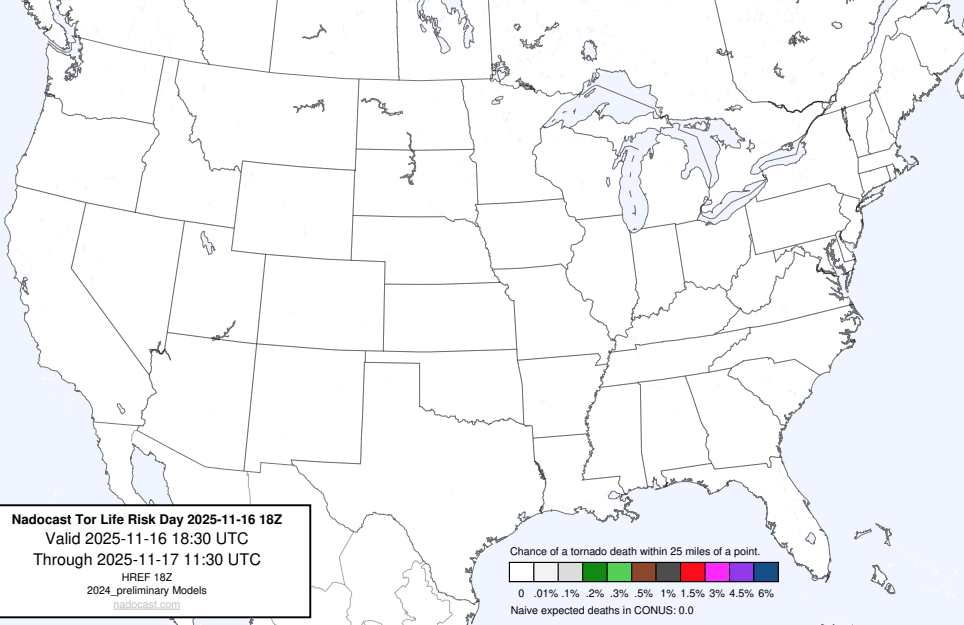 Nadocast Tor Life Risk Day 2025-11-16 18Z
Valid 2025-11-16 18:30 UTC
Through 2025-11-17 11:30 UTC
HREF 18Z
2024_preliminary Models
nadocast.com
Chance of a tornado death within 25 miles of a point.
0 .01% .1% .2% .3% .5% 1% 1.5% 3% 4.5% 6%
Naive expected deaths in CONUS: 0.0